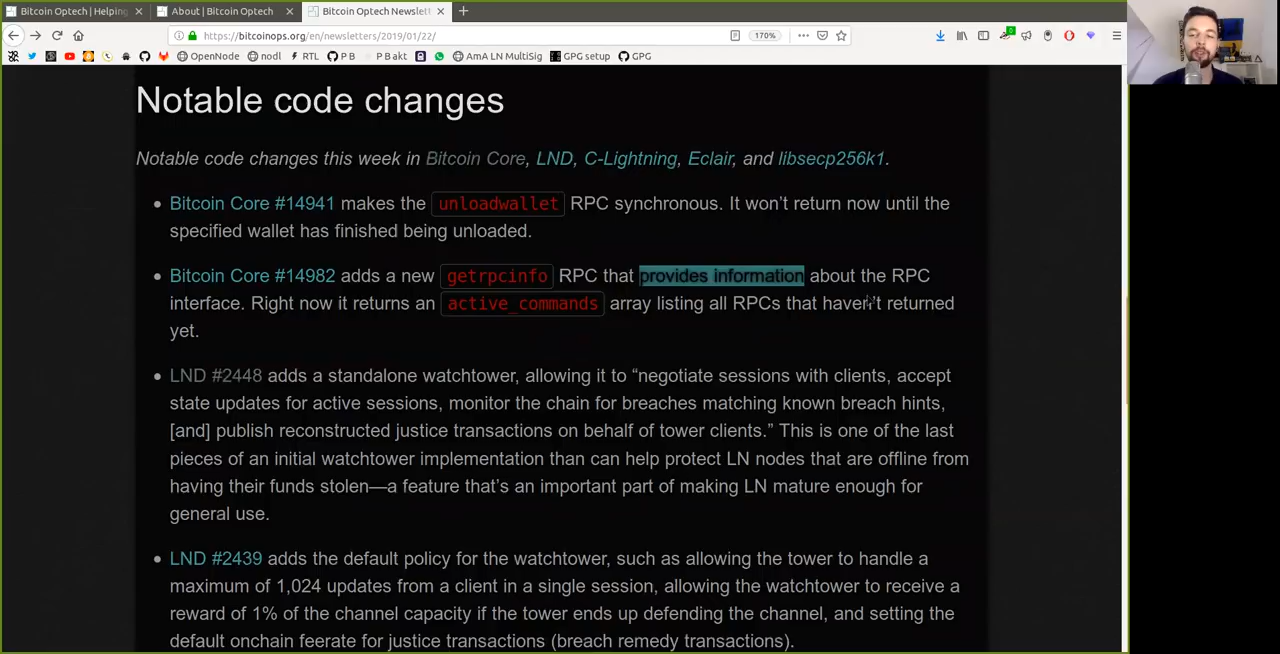 Bitcoin Optech | Helping
About | Bitcoin Optech
Bitcoin Optech Newslett
https://bitcoinops.org/en/newsletters/2019/01/22/
170%
OpenNode nodl RTL P B P B akt AmA LN MultiSig GPG setup GPG
Notable code changes
Notable code changes this week in Bitcoin Core, LND, C-Lightning, Eclair, and libsecp256k1.
• Bitcoin Core #14941 makes the unloadwallet RPC synchronous. It won’t return now until the
specified wallet has finished being unloaded.
• Bitcoin Core #14982 adds a new getrpcinfo RPC that provides information about the RPC
interface. Right now it returns an active_commands array listing all RPCs that haven’t returned
yet.
• LND #2448 adds a standalone watchtower, allowing it to “negotiate sessions with clients, accept
state updates for active sessions, monitor the chain for breaches matching known breach hints,
[and] publish reconstructed justice transactions on behalf of tower clients.” This is one of the last
pieces of an initial watchtower implementation than can help protect LN nodes that are offline from
having their funds stolen—a feature that’s an important part of making LN mature enough for
general use.
• LND #2439 adds the default policy for the watchtower, such as allowing the tower to handle a
maximum of 1,024 updates from a client in a single session, allowing the watchtower to receive a
reward of 1% of the channel capacity if the tower ends up defending the channel, and setting the
default onchain feerate for justice transactions (breach remedy transactions).